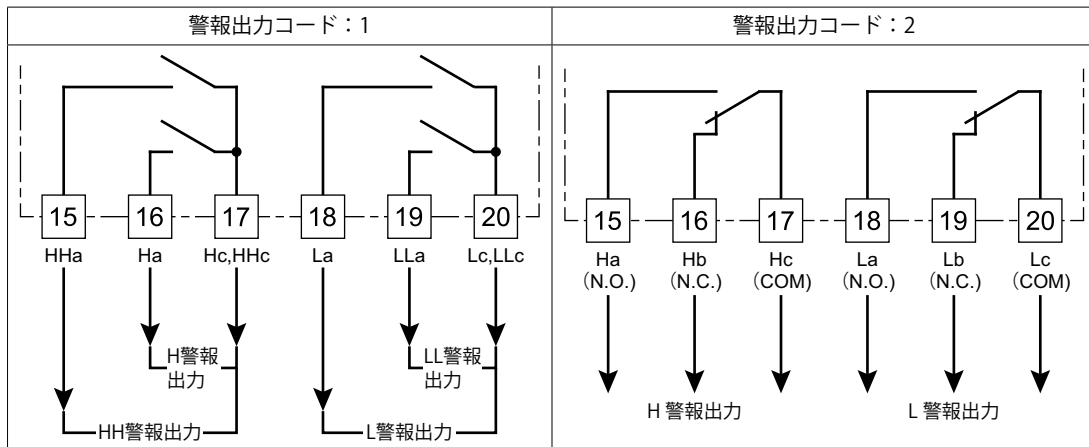 警報出力コード：1
警報出力コード：2
15 16 17 18 19 20
HHa Ha Hc,HHc La LLa Lc,LLc
H警報
出力
LL警報
出力
HH警報出力 L警報出力
15 16 17 18 19 20
Ha Hb Hc La Lb Lc
（N.O.） （N.C.） （COM） （N.O.） （N.C.） （COM）
H 警報出力 L 警報出力